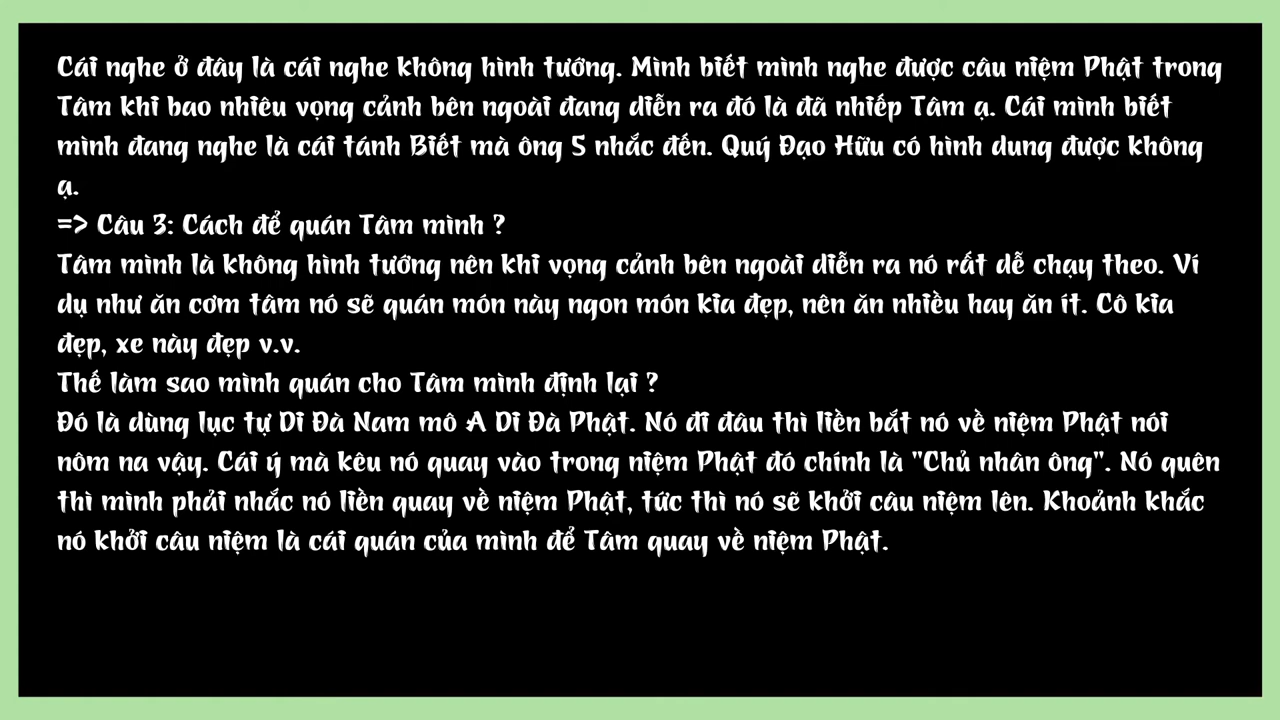 Cái nghe ở đây là cái nghe không hình tướng. Mình biết mình nghe được câu niệm Phật trong
Tâm khi bao nhiêu vọng cảnh bên ngoài đang diễn ra đó là đã nhiếp Tâm ạ. Cái mình biết
mình đang nghe là cái tánh Biết mà ông 5 nhắc đến. Quý Đạo Hữu có hình dung được không
ạ.
=> Câu 3: Cách để quán Tâm mình ?
Tâm mình là không hình tướng nên khi vọng cảnh bên ngoài diễn ra nó rất dễ chạy theo. Ví
dụ như ăn cơm tâm nó sẽ quán món này ngon món kia đẹp, nên ăn nhiều hay ăn ít. Cô kia
đẹp, xe này đẹp v.v.
Thế làm sao mình quán cho Tâm mình định lại ?
Đó là dùng lục tự Di Đà Nam mô A Di Đà Phật. Nó đi đâu thì liền bắt nó về niệm Phật nói
nôm na vậy. Cái ý mà kêu nó quay vào trong niệm Phật đó chính là "Chủ nhân ông". Nó quên
thì mình phải nhắc nó liền quay về niệm Phật, tức thì nó sẽ khởi câu niệm lên. Khoảnh khắc
nó khởi câu niệm là cái quán của mình để Tâm quay về niệm Phật.